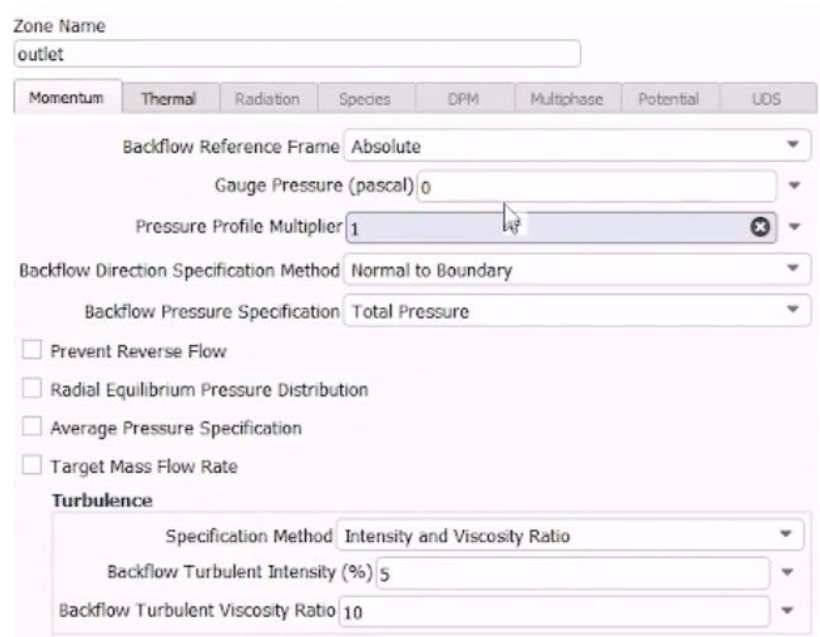 Zone Name
outlet
Momentum Thermal Radiation Species DPM Multiphase Potential UDS
Backflow Reference Frame Absolute
Gauge Pressure (pascal) 0
Pressure Profile Multiplier 1
Backflow Direction Specification Method Normal to Boundary
Backflow Pressure Specification Total Pressure
Prevent Reverse Flow
Radial Equilibrium Pressure Distribution
Average Pressure Specification
Target Mass Flow Rate
Turbulence
Specification Method Intensity and Viscosity Ratio
Backflow Turbulent Intensity (%) 5
Backflow Turbulent Viscosity Ratio 10